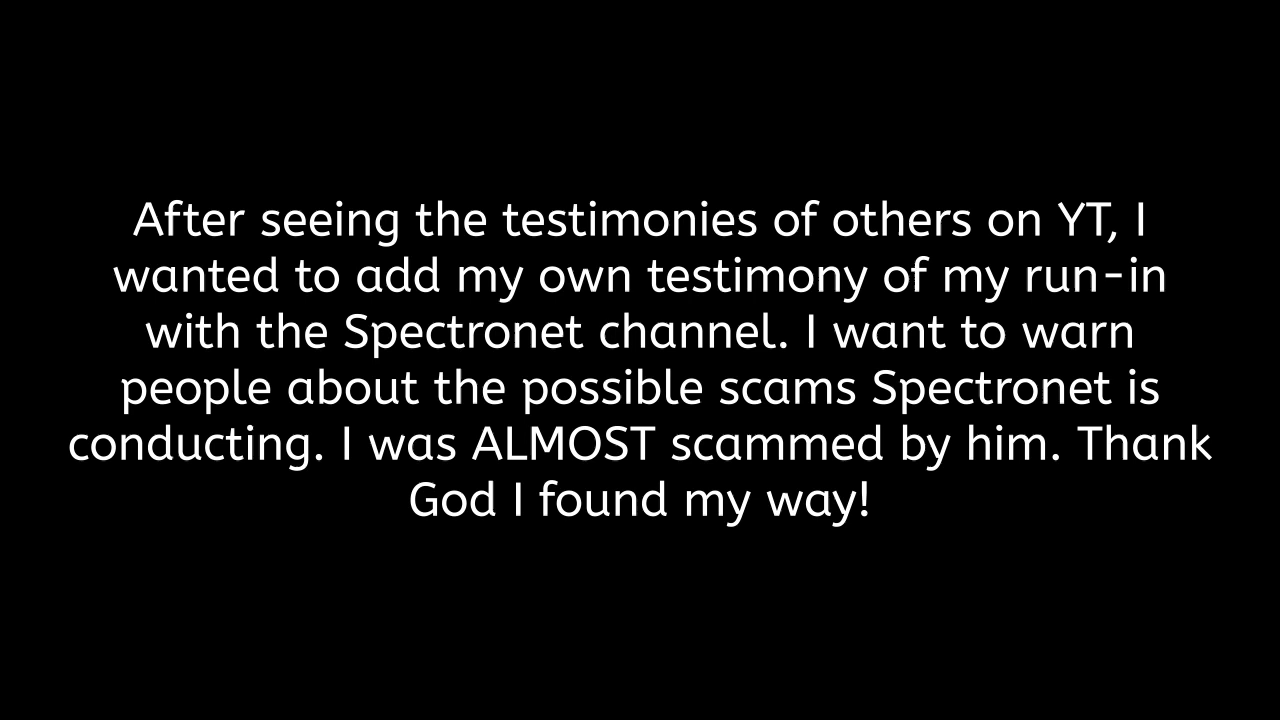 After seeing the testimonies of others on YT, I
wanted to add my own testimony of my run-in
with the Spectronet channel. I want to warn
people about the possible scams Spectronet is
conducting. I was ALMOST scammed by him. Thank
God I found my way!